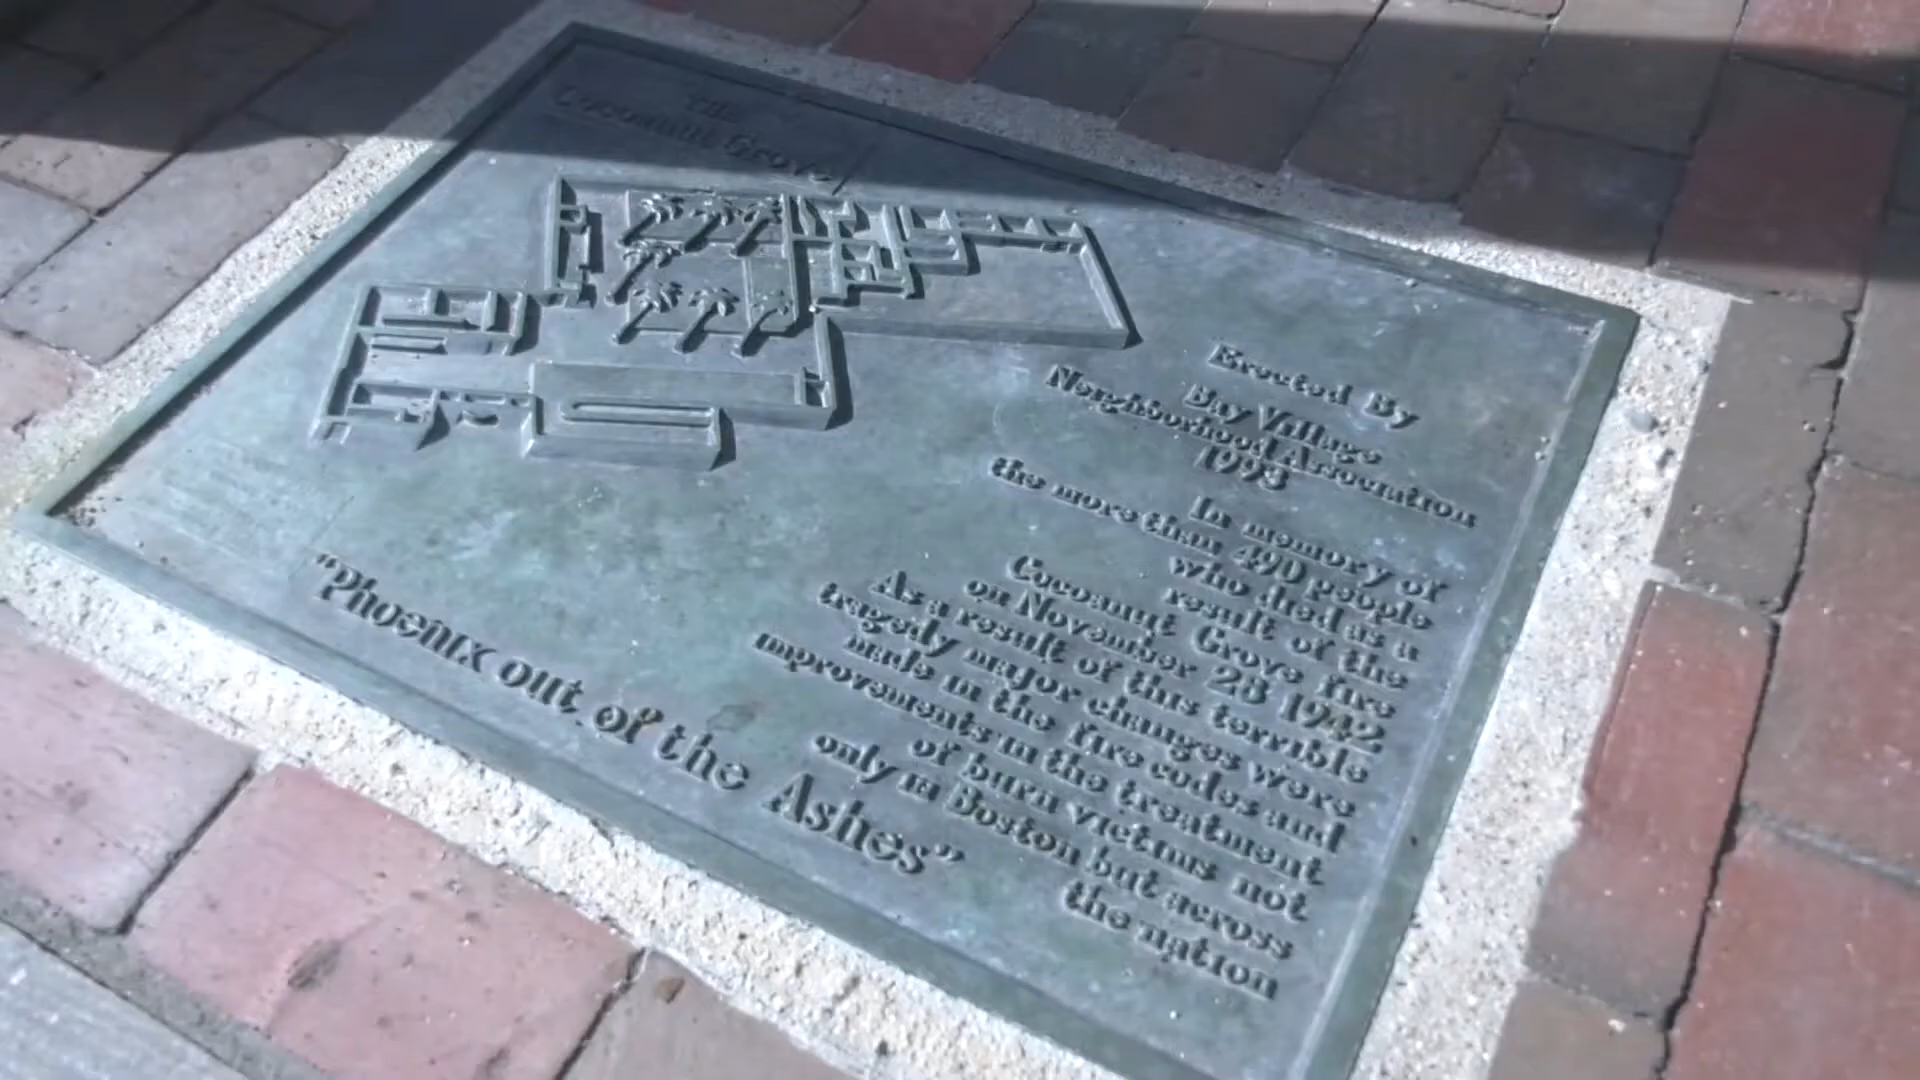 The
Cocoanut Grove
Erected By
Bay Village
Neighborhood Association
1993
In memory of
the more than 490 people
who died as a
result of the
Cocoanut Grove fire
on November 28 1942.
As a result of this terrible
tragedy major changes were
made in the fire codes and
improvements in the treatment
of burn victims not
only in Boston but across
the nation
"Phoenix out of the Ashes"